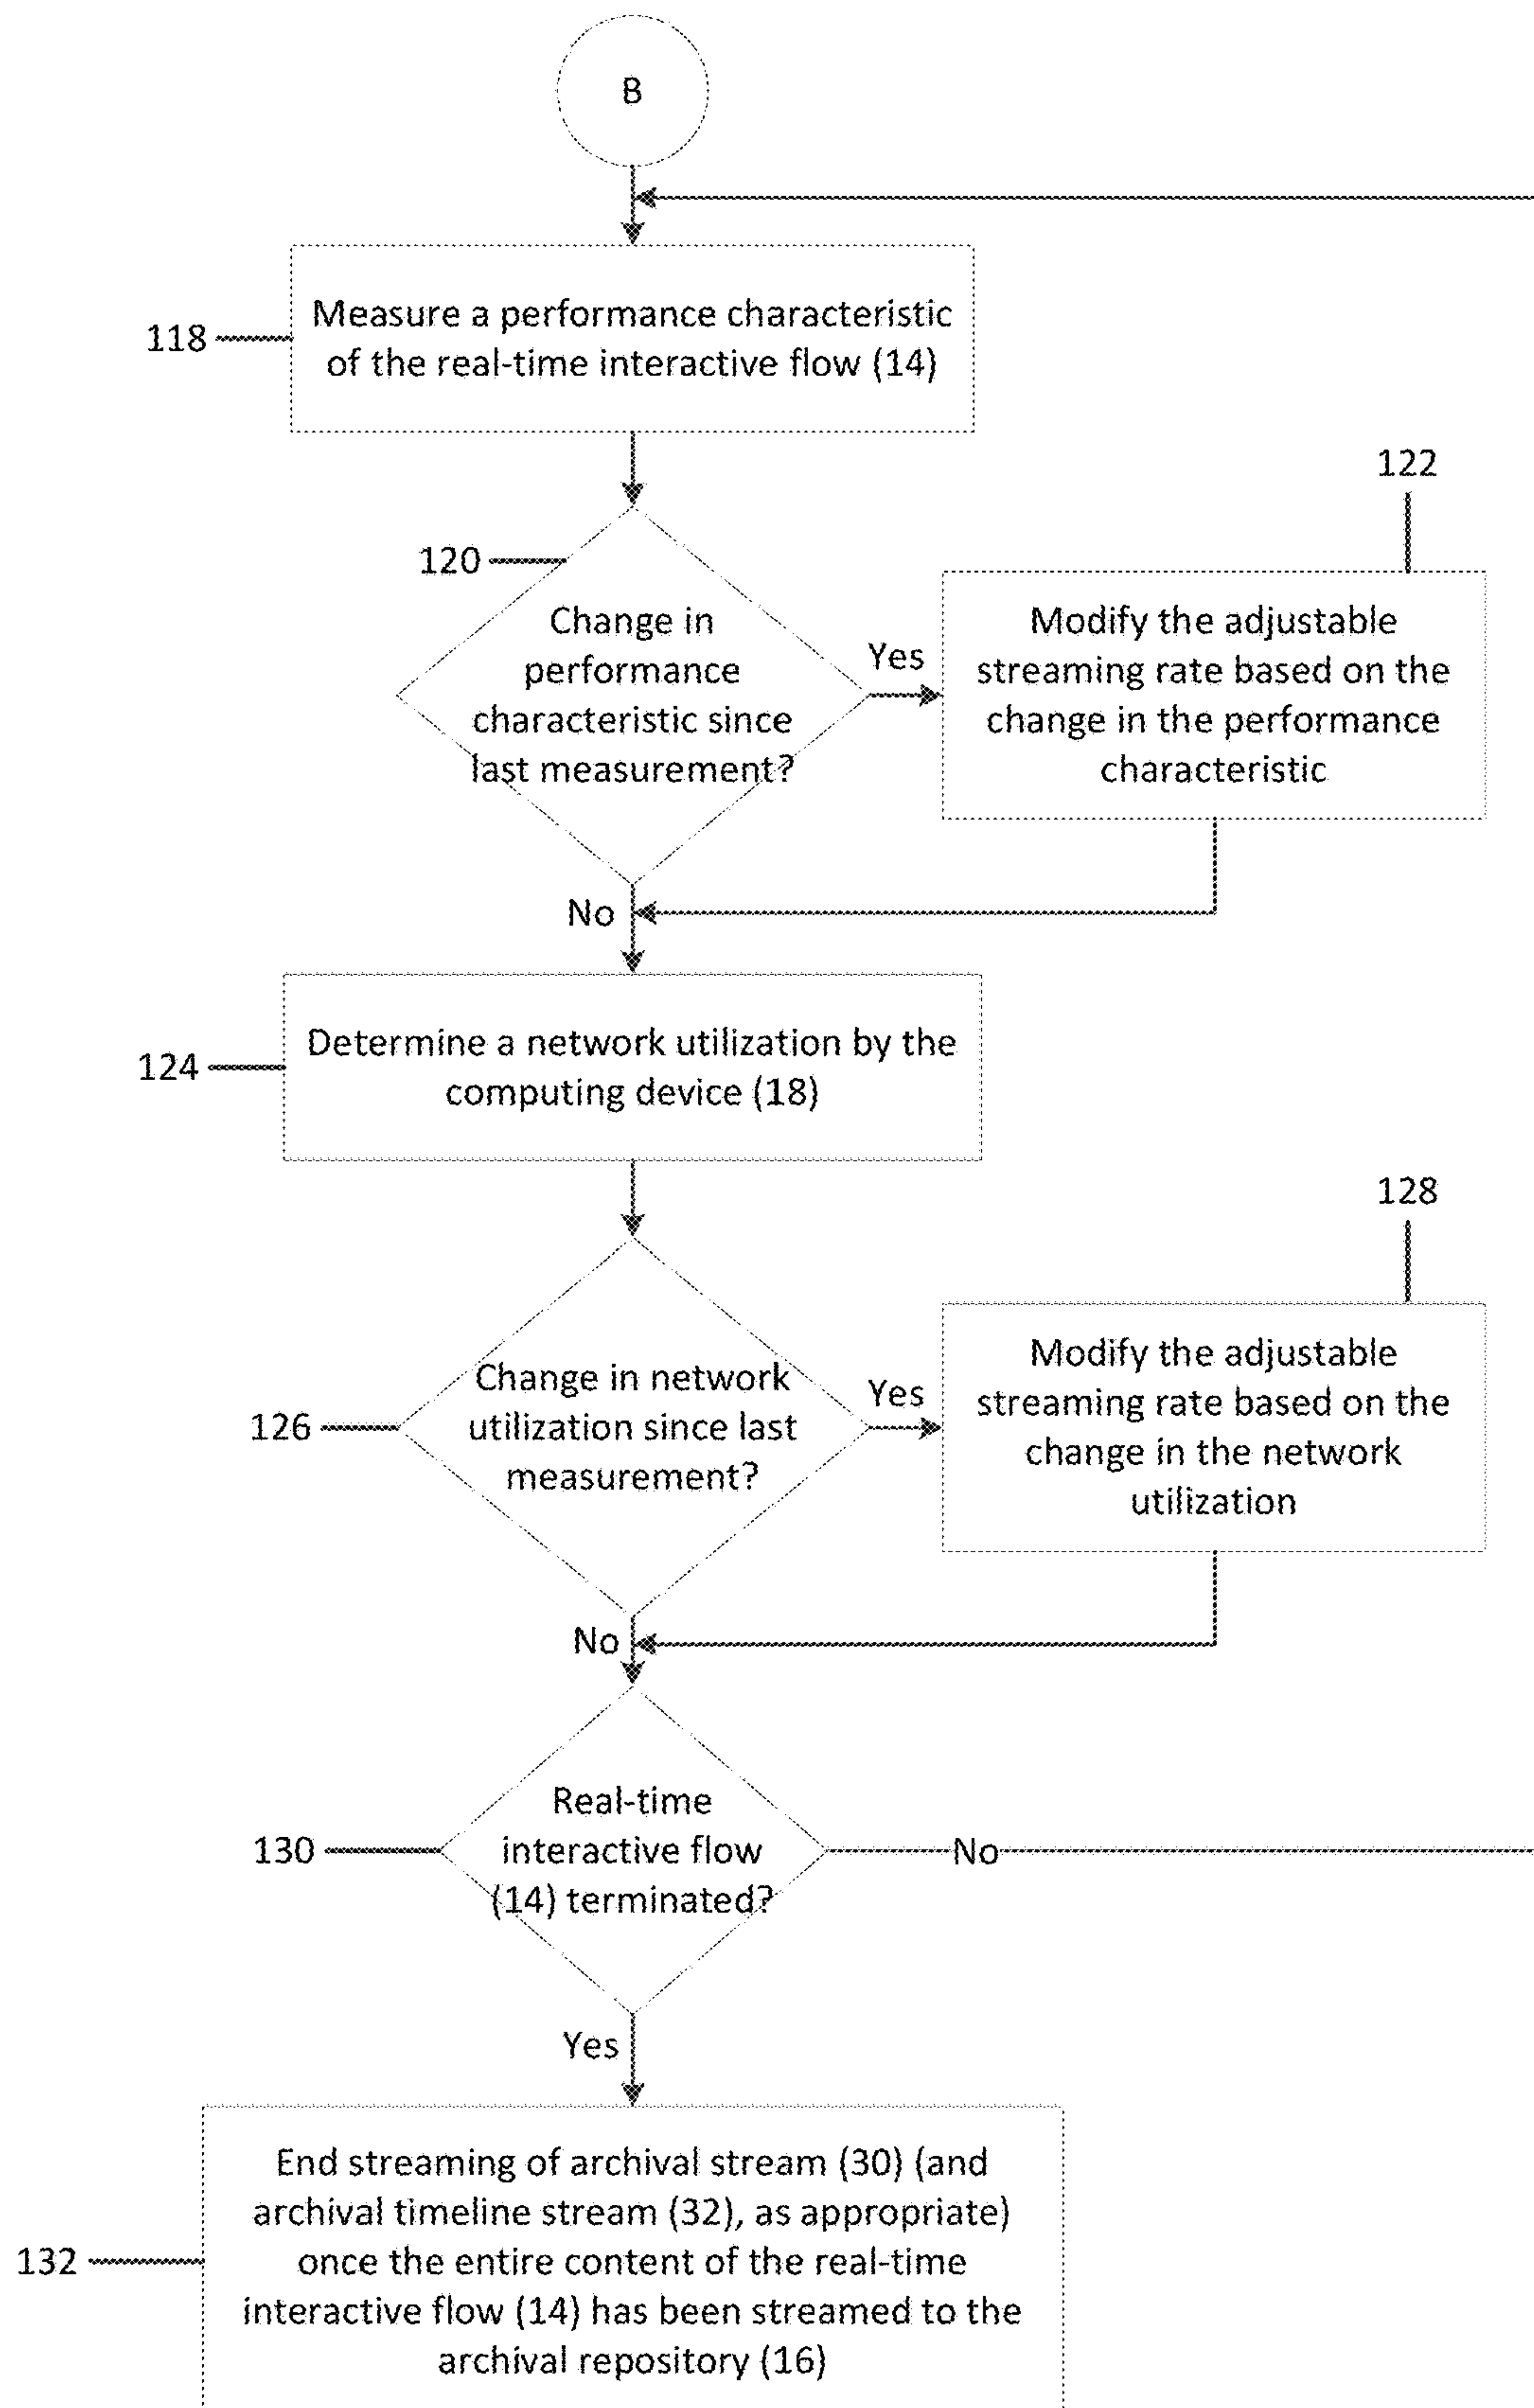 B
118
Measure a performance characteristic
of the real-time interactive flow (14)
122
120
Change in
performance
characteristic since
last measurement?
Yes
Modify the adjustable
streaming rate based on the
change in the performance
characteristic
No
124
Determine a network utilization by the
computing device (18)
128
126
Change in network
utilization since last
measurement?
Yes
Modify the adjustable
streaming rate based on the
change in the network
utilization
No
130
Real-time
interactive flow
(14) terminated?
No
Yes
132
End streaming of archival stream (30) (and
archival timeline stream (32), as appropriate)
once the entire content of the real-time
interactive flow (14) has been streamed to the
archival repository (16)